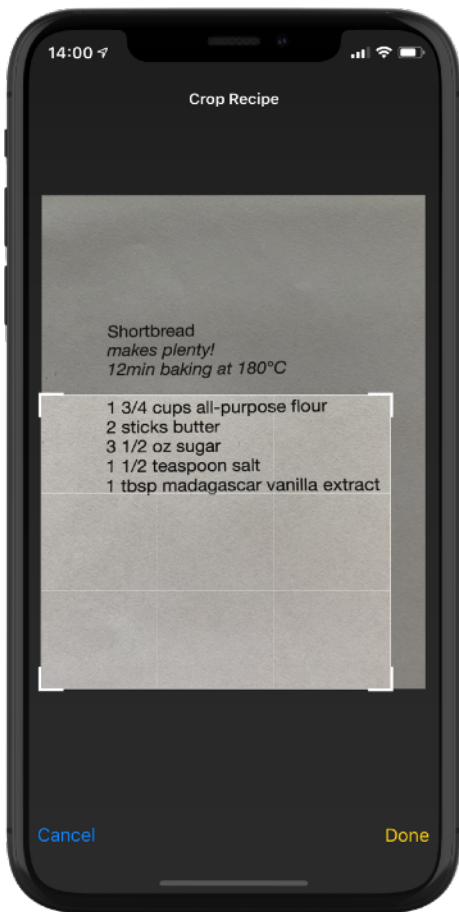 14:00
Crop Recipe
Shortbread
makes plenty!
12min baking at 180°C
1 3/4 cups all-purpose flour
2 sticks butter
3 1/2 oz sugar
1 1/2 teaspoon salt
1 tbsp madagascar vanilla extract
Cancel
Done